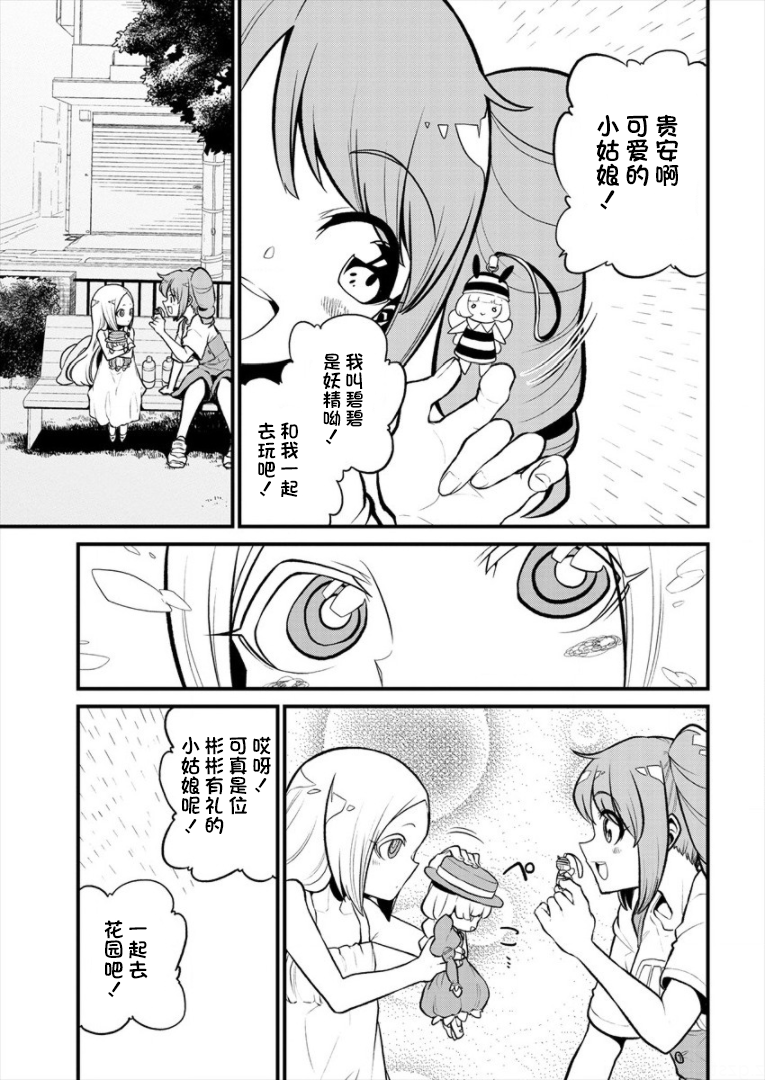 贵安啊
可爱的
小姑娘！
我叫碧碧
是妖精呦！
和我一起
去玩吧！
哎呀！
可真是位
彬彬有礼的
小姑娘呢！
ペ
こ
一起去
花园吧！